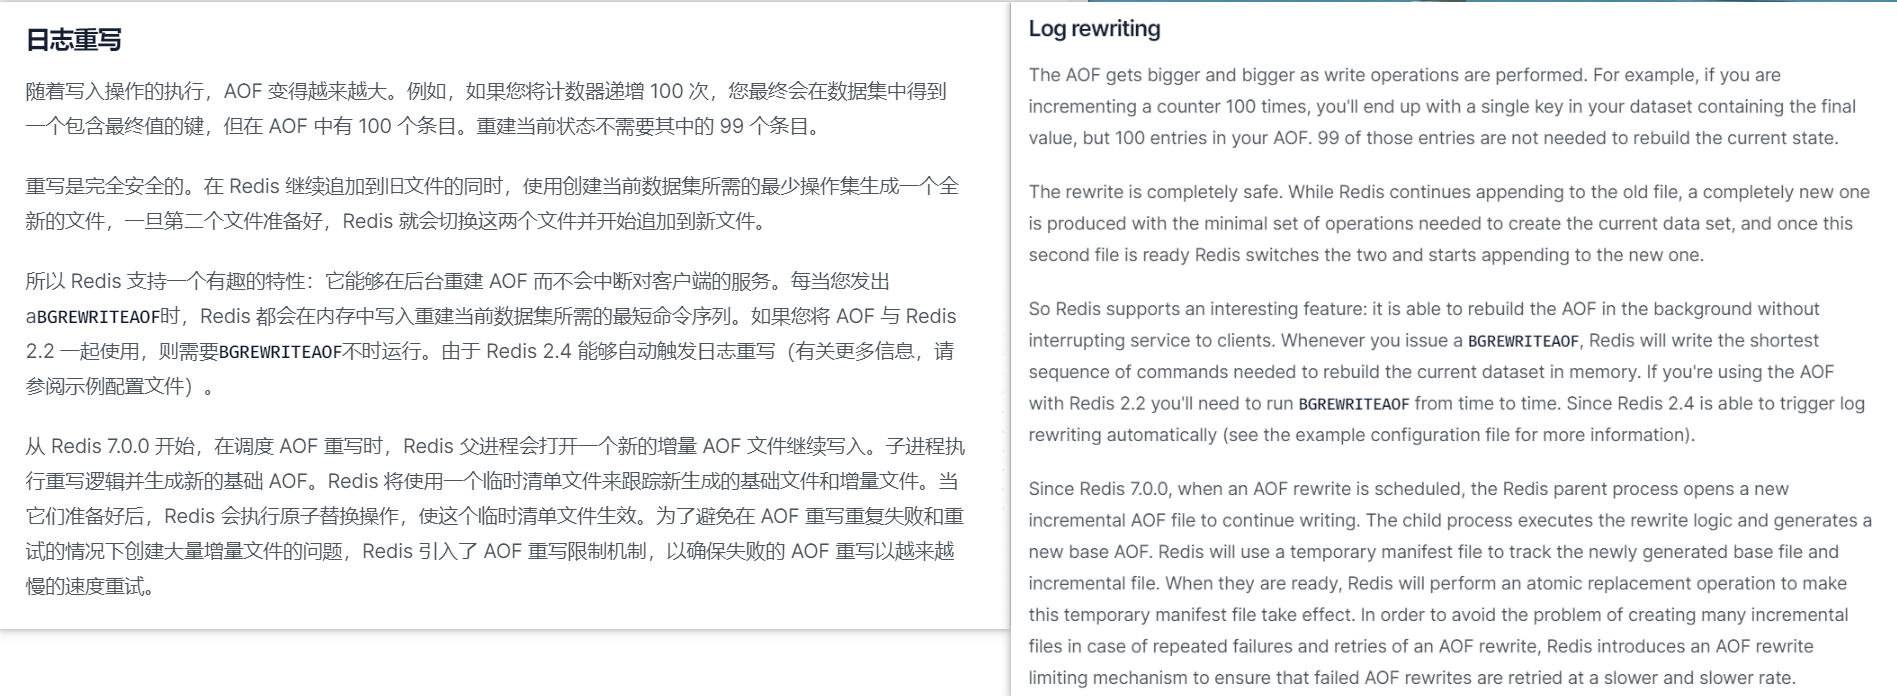 日志重写
随着写入操作的执行，AOF 变得越来越大。例如，如果您将计数器递增 100 次，您最终会在数据集中得到
一个包含最终值的键，但在 AOF 中有 100 个条目。重建当前状态不需要其中的 99 个条目。
重写是完全安全的。在 Redis 继续追加到旧文件的同时，使用创建当前数据集所需的最少操作集生成一个全
新的文件，一旦第二个文件准备好，Redis 就会切换这两个文件并开始追加到新文件。
所以 Redis 支持一个有趣的特性：它能够在后台重建 AOF 而不会中断对客户端的服务。每当您发出
aBGREWRITEAOF时，Redis 都会在内存中写入重建当前数据集所需的最短命令序列。如果您将 AOF 与 Redis
2.2 一起使用，则需要BGREWRITEAOF不时运行。由于 Redis 2.4 能够自动触发日志重写（有关更多信息，请
参阅示例配置文件）。
从 Redis 7.0.0 开始，在调度 AOF 重写时，Redis 父进程会打开一个新的增量 AOF 文件继续写入。子进程执
行重写逻辑并生成新的基础 AOF。Redis 将使用一个临时清单文件来跟踪新生成的基础文件和增量文件。当
它们准备好后，Redis 会执行原子替换操作，使这个临时清单文件生效。为了避免在 AOF 重写重复失败和重
试的情况下创建大量增量文件的问题，Redis 引入了 AOF 重写限制机制，以确保失败的 AOF 重写以越来越
慢的速度重试。
Log rewriting
The AOF gets bigger and bigger as write operations are performed. For example, if you are
incrementing a counter 100 times, you'll end up with a single key in your dataset containing the final
value, but 100 entries in your AOF. 99 of those entries are not needed to rebuild the current state.
The rewrite is completely safe. While Redis continues appending to the old file, a completely new one
is produced with the minimal set of operations needed to create the current data set, and once this
second file is ready Redis switches the two and starts appending to the new one.
So Redis supports an interesting feature: it is able to rebuild the AOF in the background without
interrupting service to clients. Whenever you issue a BGREWRITEAOF, Redis will write the shortest
sequence of commands needed to rebuild the current dataset in memory. If you're using the AOF
with Redis 2.2 you'll need to run BGREWRITEAOF from time to time. Since Redis 2.4 is able to trigger log
rewriting automatically (see the example configuration file for more information).
Since Redis 7.0.0, when an AOF rewrite is scheduled, the Redis parent process opens a new
incremental AOF file to continue writing. The child process executes the rewrite logic and generates a
new base AOF. Redis will use a temporary manifest file to track the newly generated base file and
incremental file. When they are ready, Redis will perform an atomic replacement operation to make
this temporary manifest file take effect. In order to avoid the problem of creating many incremental
files in case of repeated failures and retries of an AOF rewrite, Redis introduces an AOF rewrite
limiting mechanism to ensure that failed AOF rewrites are retried at a slower and slower rate.